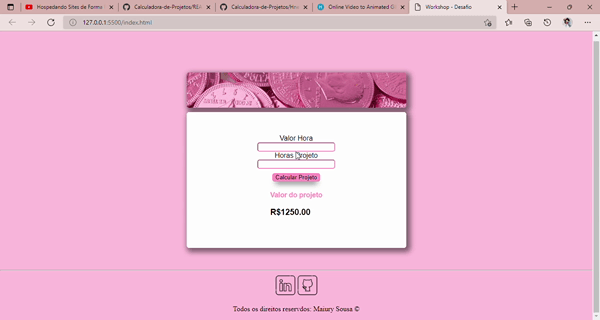 Hospedando Sites de Forma
Calculadora-de-Projetos/REA
Calculadora-de-Projetos/
Online Video to Animated G
Workshop - Desafio
127.0.0.1:5500/index.html
Valor Hora
Horas Projeto
Calcular Projeto
Valor do projeto
R$1250.00
in
Todos os direitos reservdos: Maiury Sousa ©